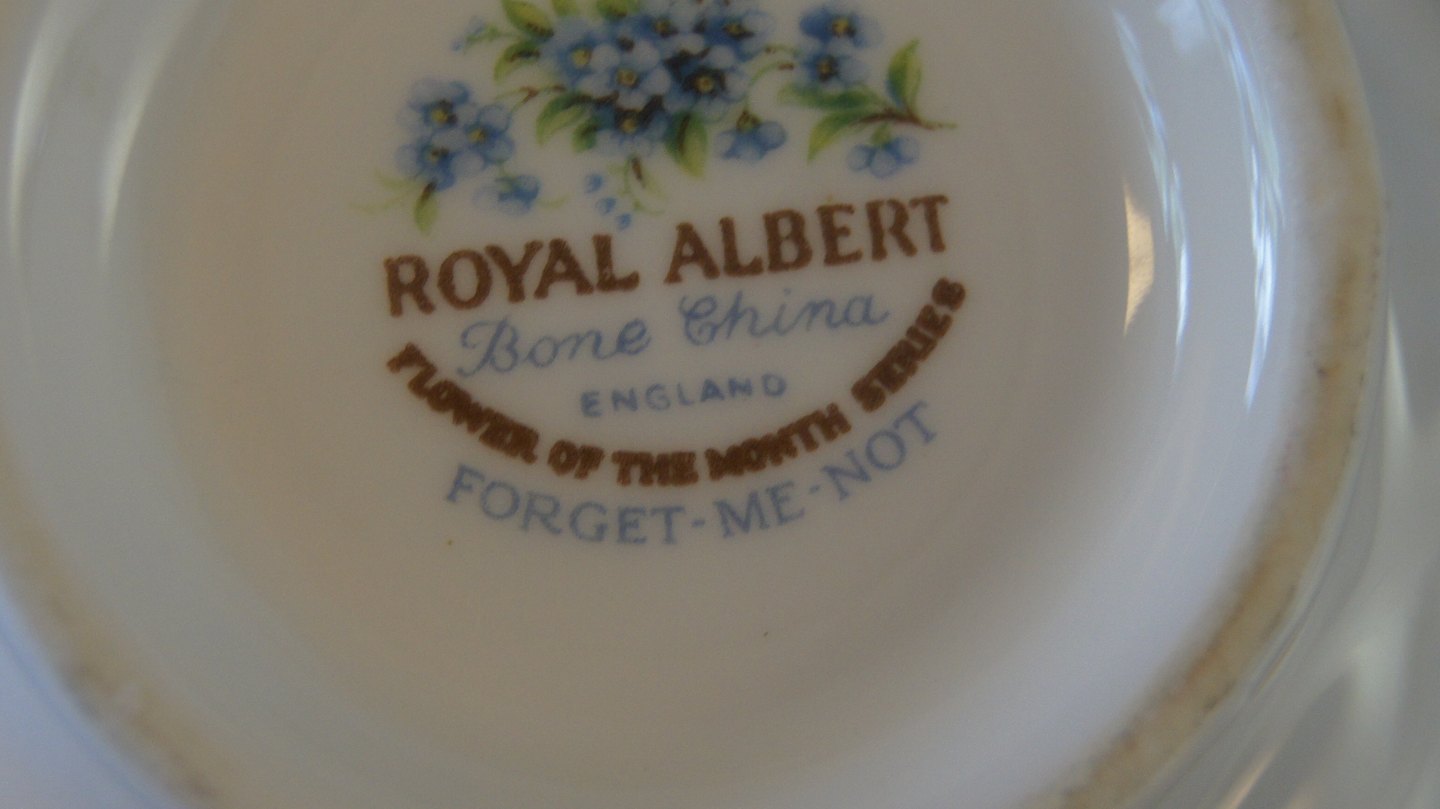 ROYAL ALBERT
Bone China
ENGLAND
FLOWER OF THE MONTH SERIES
FORGET-ME-NOT